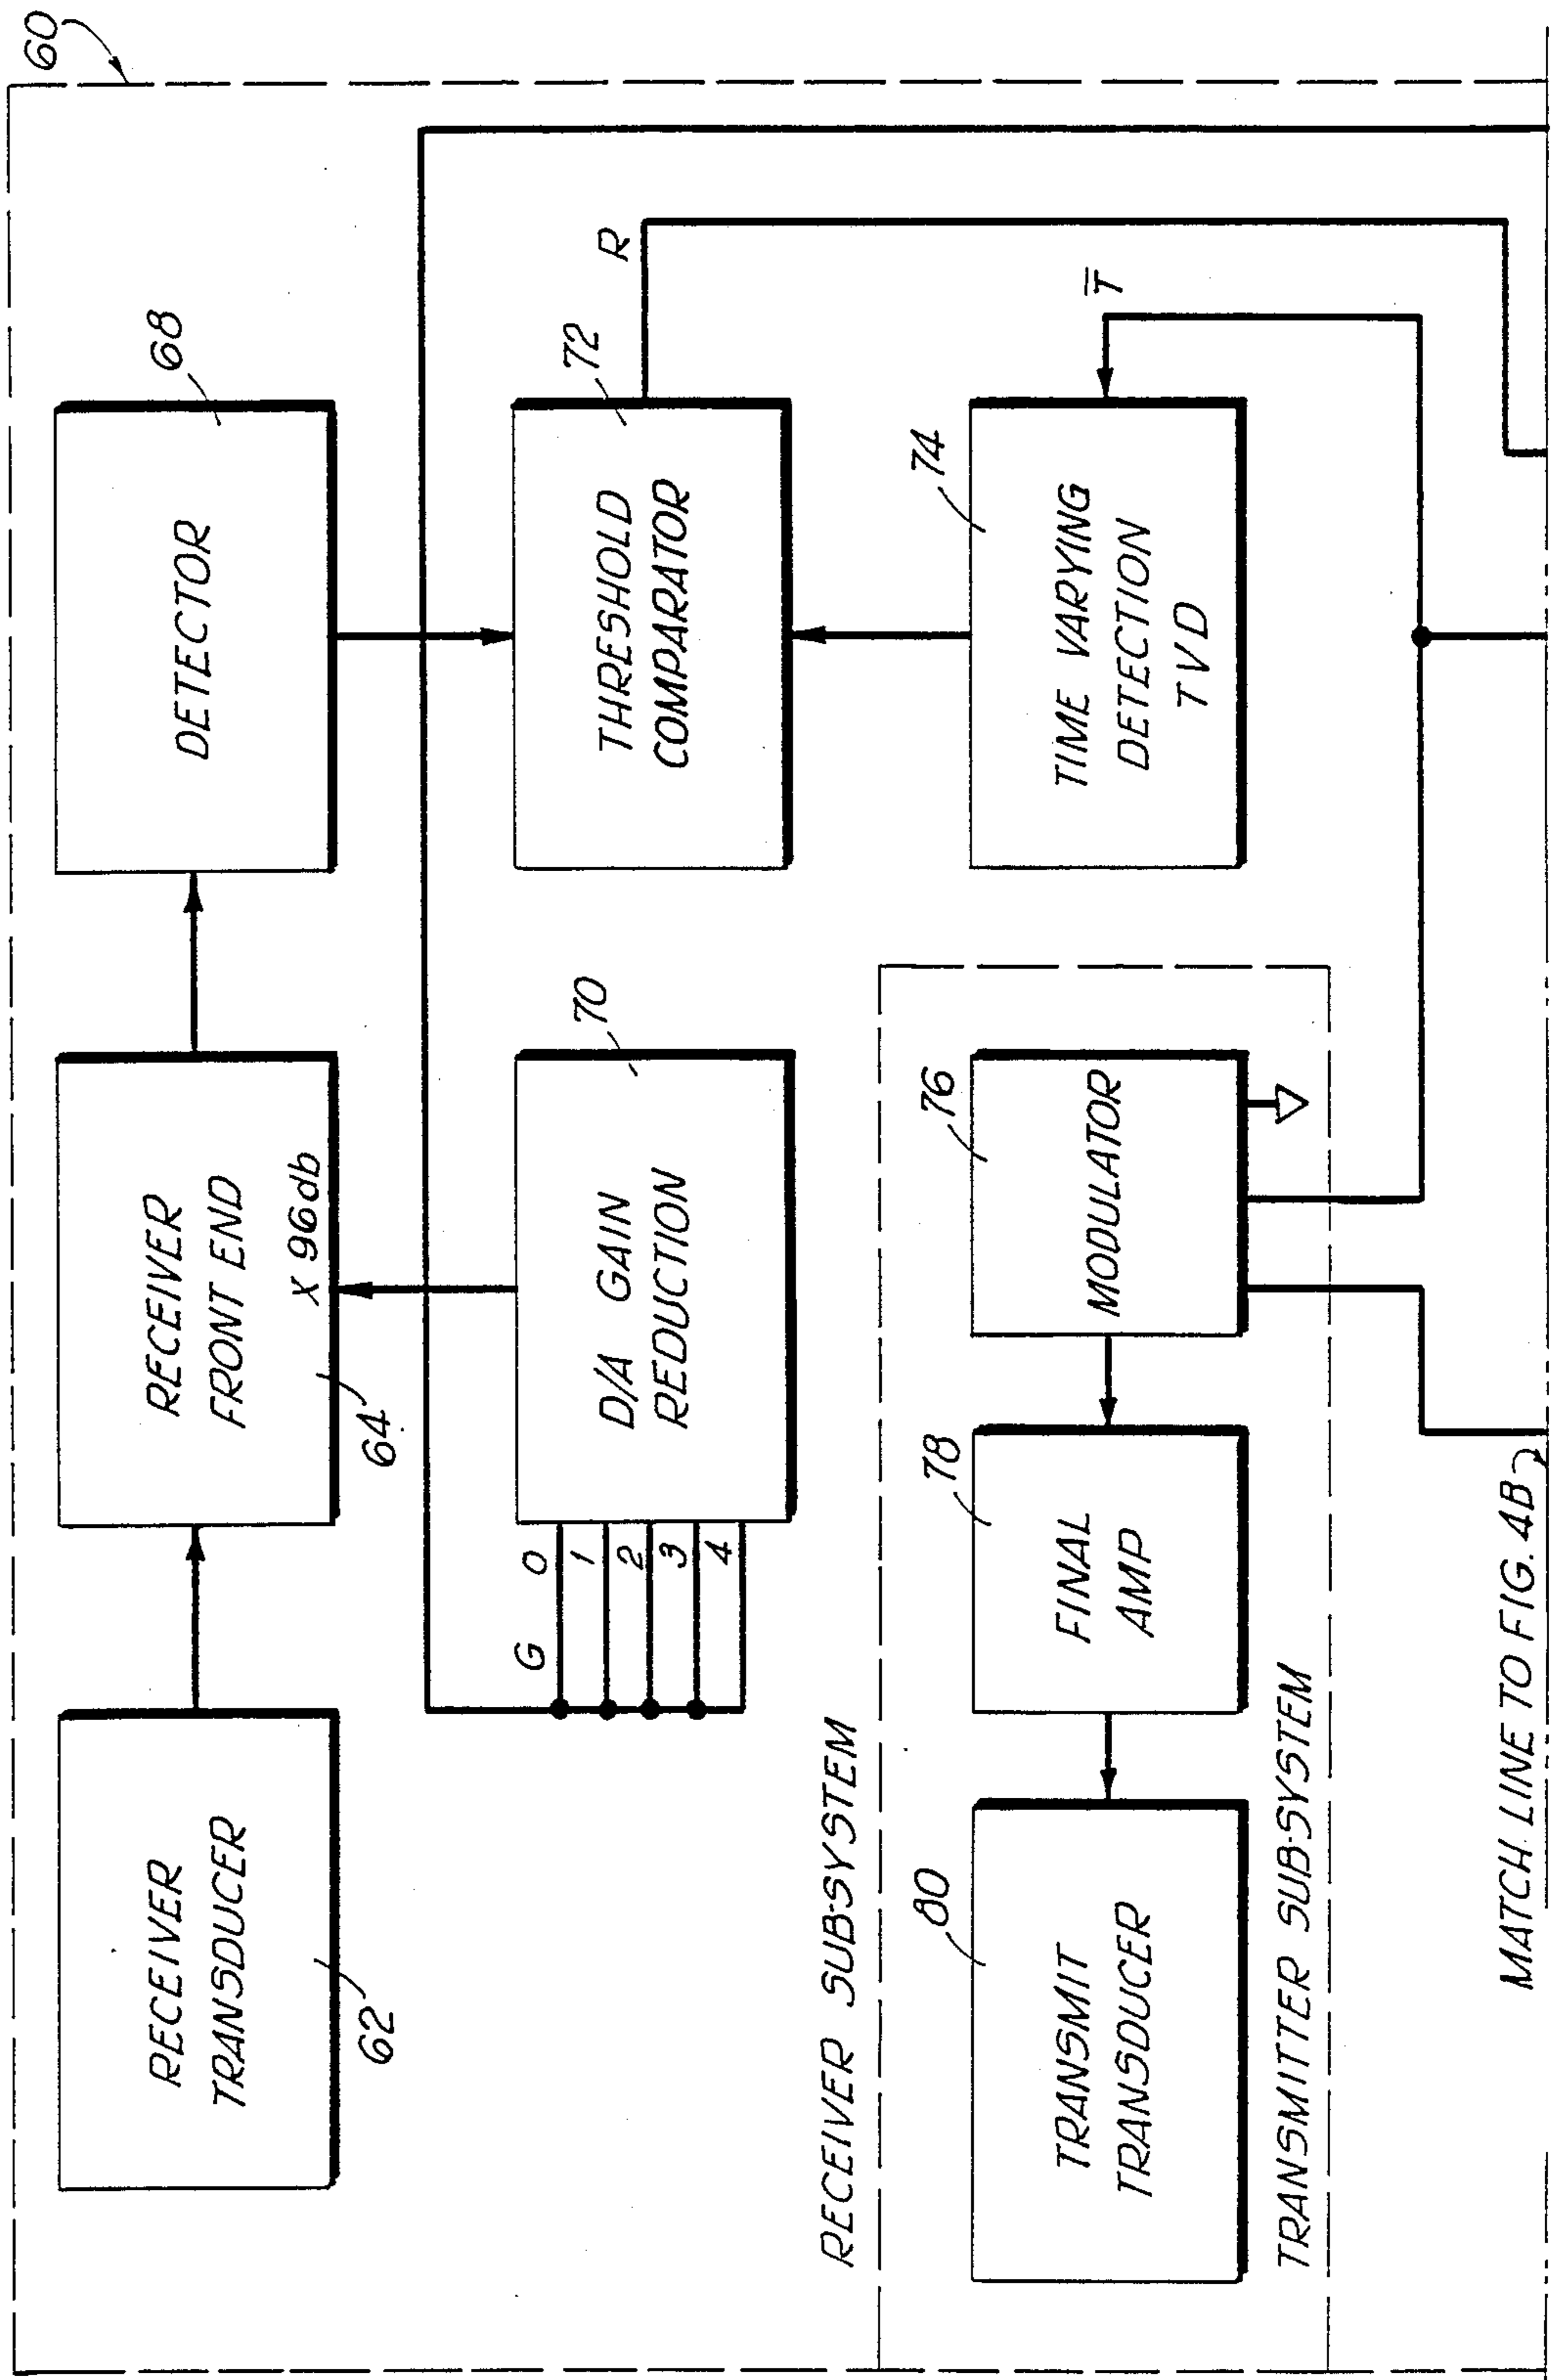 60
RECEIVER
TRANSDUCER
62
RECEIVER
FRONT END
X 96db
64
DETECTOR
68
G
0
1
2
3
4
D/A GAIN
REDUCTION
70
THRESHOLD
COMPARATOR
72
R
RECEIVER SUB-SYSTEM
TRANSMIT
TRANSDUCER
80
FINAL
AMP
78
MODULATOR
76
TIME VARYING
DETECTION
TVD
74
T̅
TRANSMITTER SUB-SYSTEM
MATCH LINE TO FIG. 4B